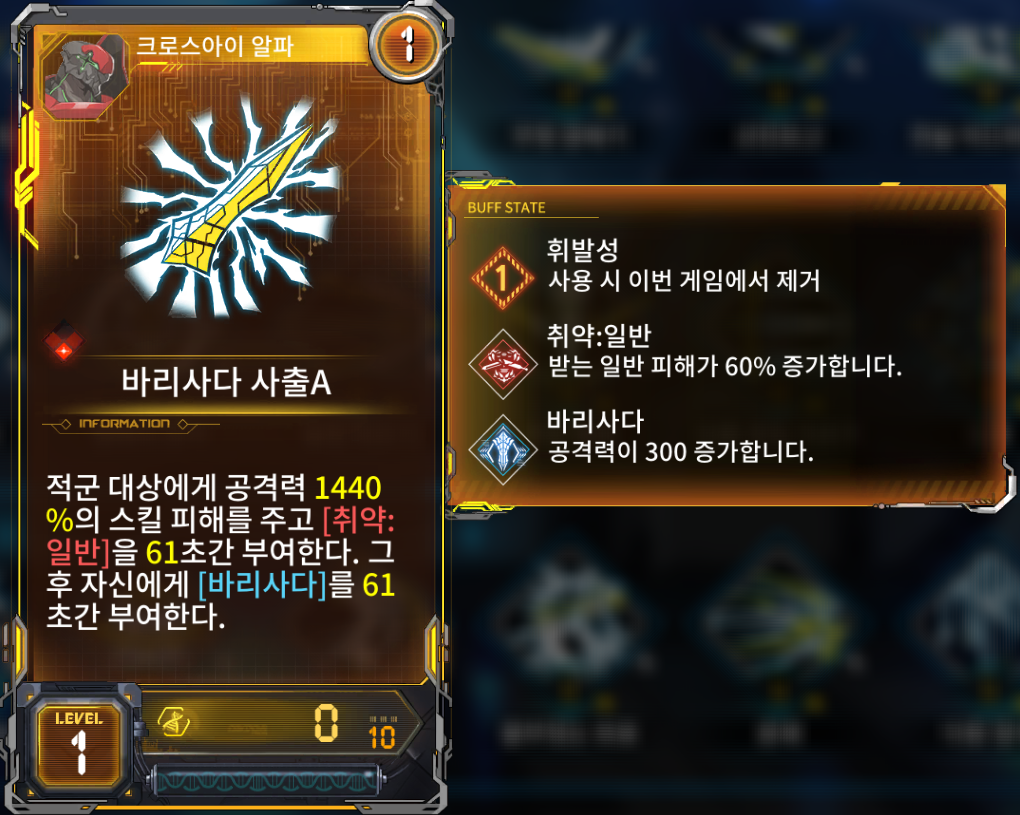 크로스아이 알파
1
바리사다 사출A
INFORMATION
적군 대상에게 공격력 1440
%의 스킬 피해를 주고 [취약:
일반]을 61초간 부여한다. 그
후 자신에게 [바리사다]를 61
초간 부여한다.
LEVEL
1
0
10
BUFF STATE
1
휘발성
사용 시 이번 게임에서 제거
취약:일반
받는 일반 피해가 60% 증가합니다.
바리사다
공격력이 300 증가합니다.